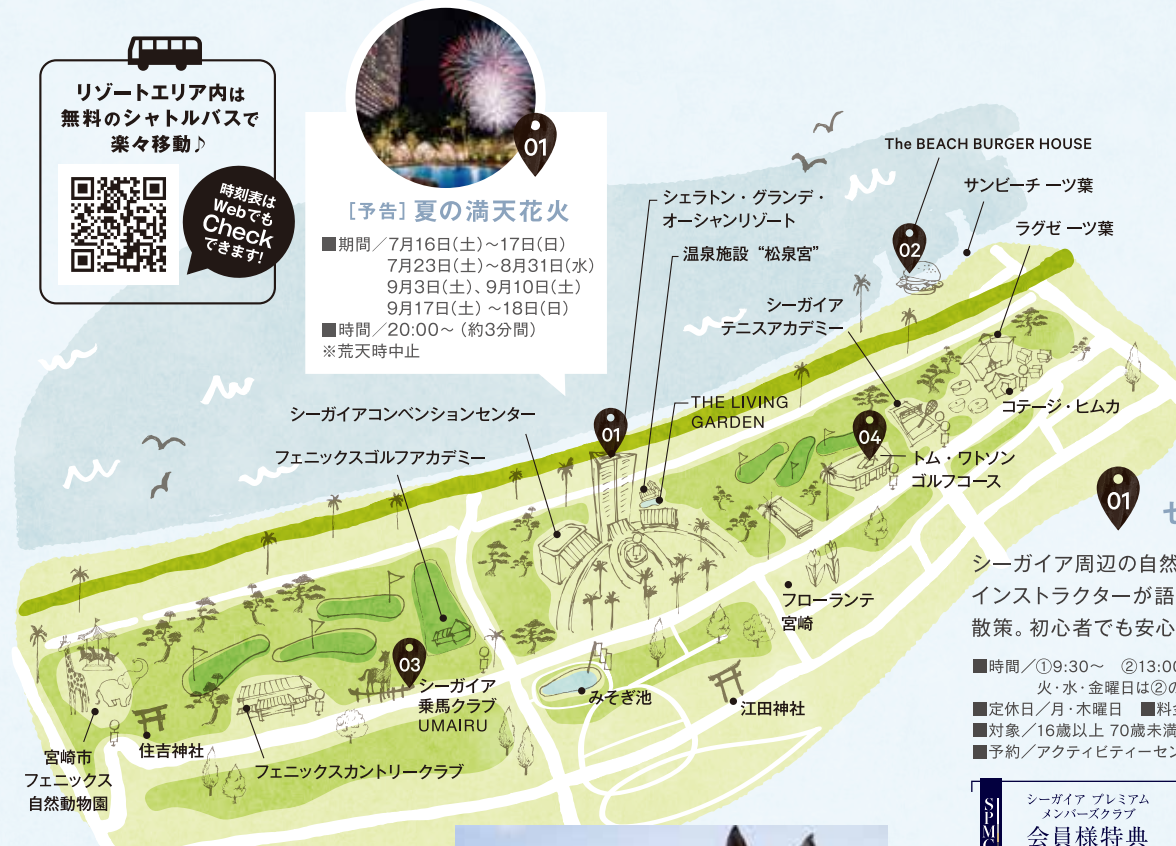 リゾートエリア内は
無料のシャトルバスで
楽々移動♪
時刻表は
Webでも
Check
できます!
01
[予告]夏の満天花火
■期間／7月16日(土)～17日(日)
7月23日(土)～8月31日(水)
9月3日(土)、9月10日(土)
9月17日(土) ～18日(日)
■時間／20:00～ (約3分間)
※荒天時中止
The BEACH BURGER HOUSE
サンビーチ 一ツ葉
ラグゼ 一ツ葉
02
シェラトン・グランデ・
オーシャンリゾート
温泉施設 “松泉宮”
シーガイア
テニスアカデミー
THE LIVING
GARDEN
コテージ・ヒムカ
04
トム・ワトソン
ゴルフコース
シーガイアコンベンションセンター
フェニックスゴルフアカデミー
01
フローランテ
宮崎
03
シーガイア
乗馬クラブ
UMAIRU
みそぎ池
江田神社
宮崎市
フェニックス
自然動物園
住吉神社
フェニックスカントリークラブ
01
シーガイア周辺の自然
インストラクターが語
散策。初心者でも安心
■時間／①9:30～ ②13:00
火・水・金曜日は②の
■定休日／月・木曜日 ■料金
■対象／16歳以上 70歳未満
■予約／アクティビティーセン
SPMC
シーガイア プレミアム
メンバーズクラブ
会員様特典